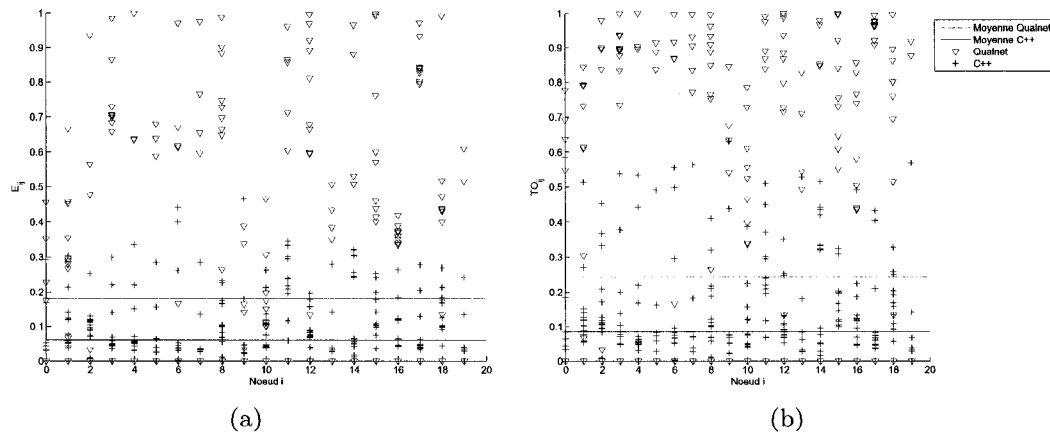 1
0.9
0.8
0.7
0.6
0.5
0.4
0.3
0.2
0.1
0
E_ij
0 2 4 6 8 10 12 14 16 18 20
Noeud i
(a)
1
0.9
0.8
0.7
0.6
0.5
0.4
0.3
0.2
0.1
0
TO_ij
0 2 4 6 8 10 12 14 16 18 20
Noeud i
(b)
Moyenne Qualnet
Moyenne C++
Qualnet
C++